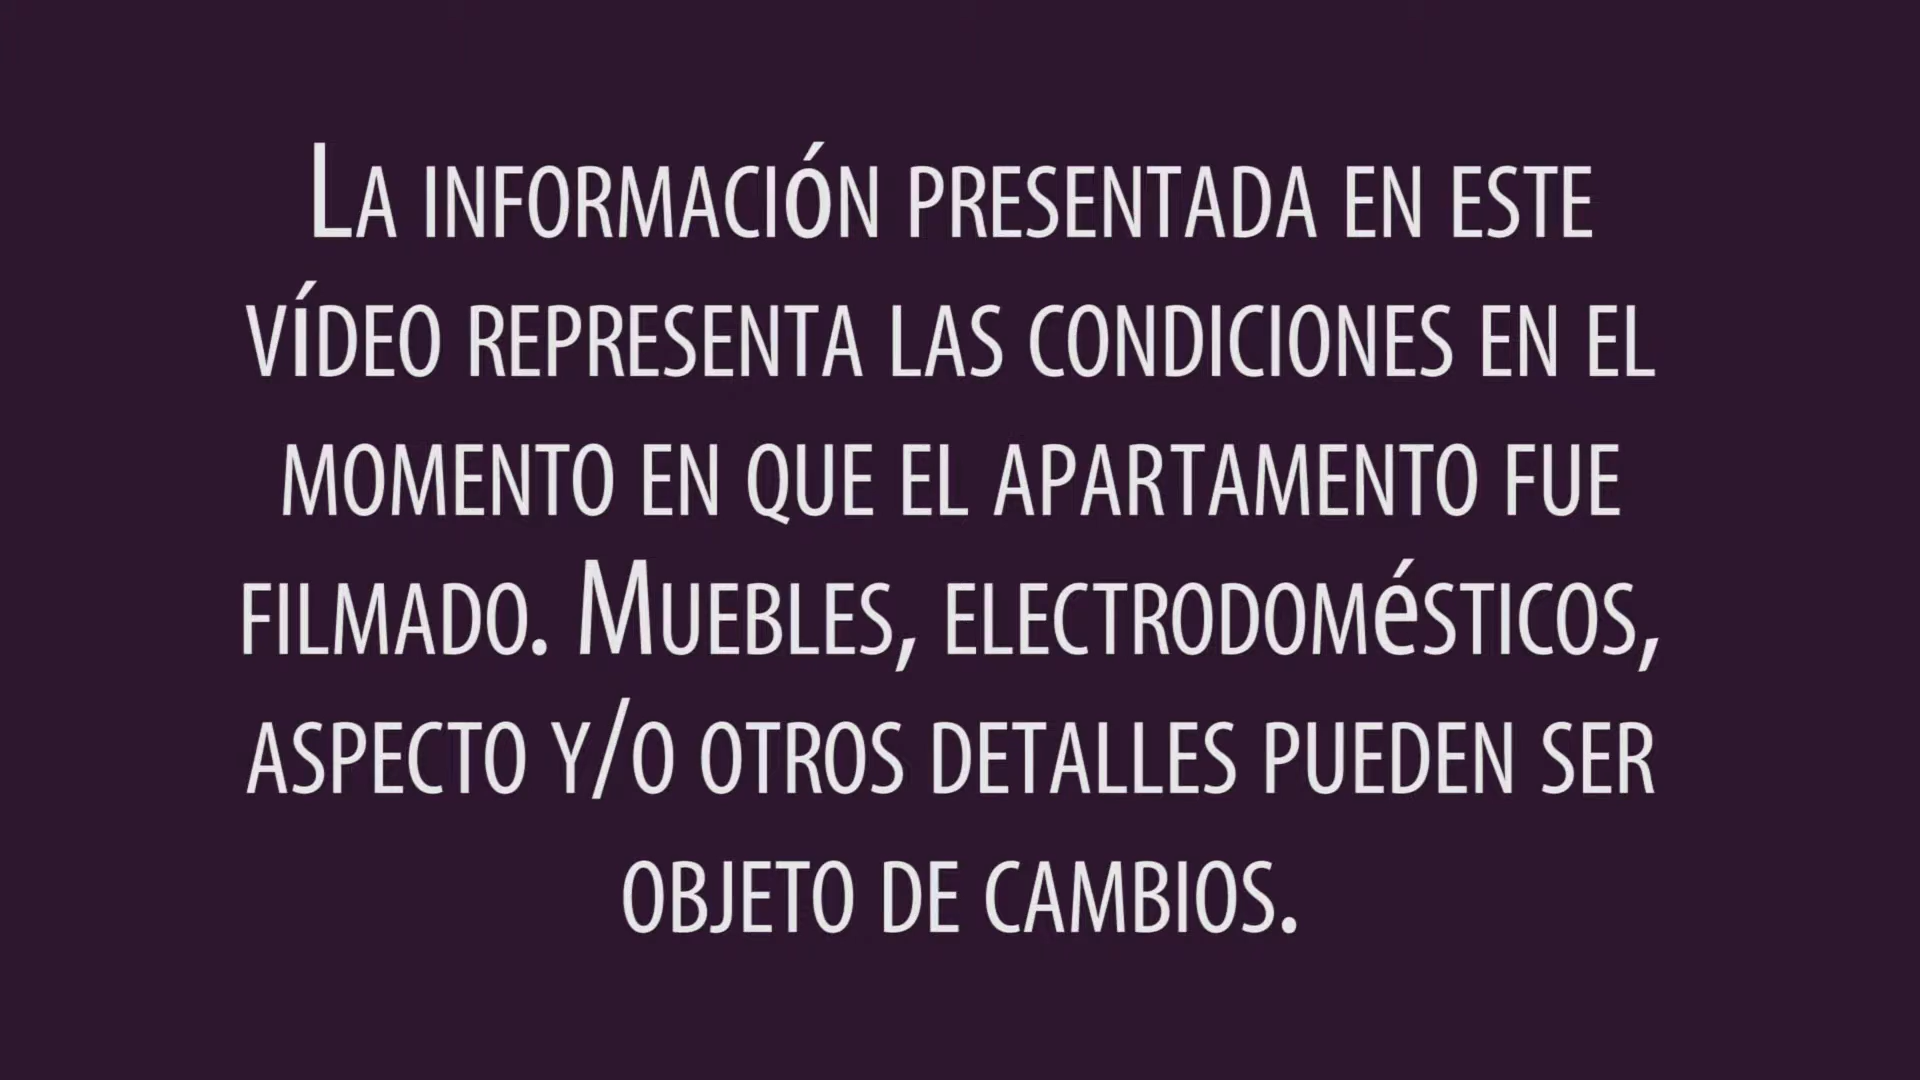 La información presentada en este
vídeo representa las condiciones en el
momento en que el apartamento fue
filmado. Muebles, electrodomésticos,
aspecto y/o otros detalles pueden ser
objeto de cambios.